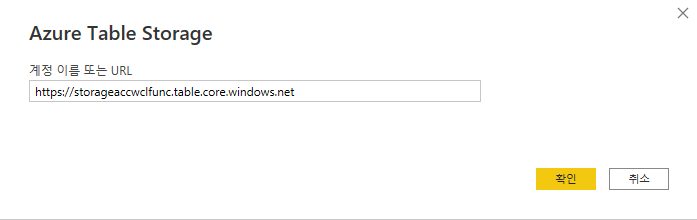 Azure Table Storage
계정 이름 또는 URL
https://storageaccwclfunc.table.core.windows.net
확인
취소